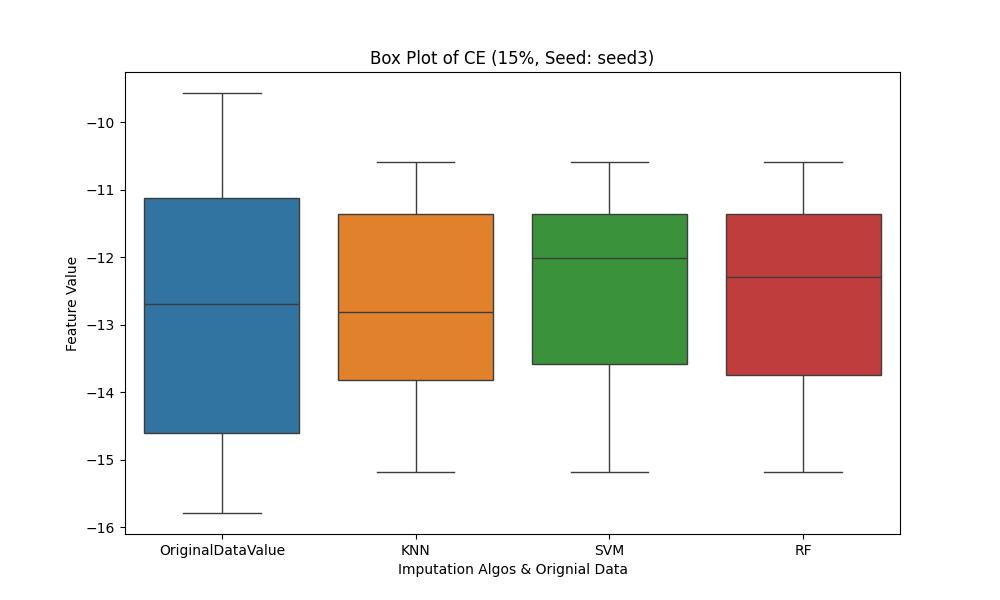 Box Plot of CE (15%, Seed: seed3)
Feature Value
−10
−11
−12
−13
−14
−15
−16
OriginalDataValue
KNN
SVM
RF
Imputation Algos & Orignial Data